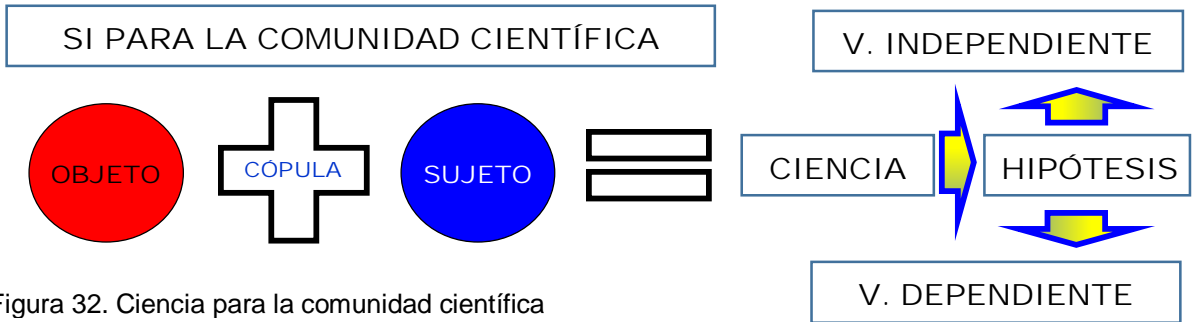 SI PARA LA COMUNIDAD CIENTÍFICA
V. INDEPENDIENTE
OBJETO
CÓPULA
SUJETO
CIENCIA
HIPÓTESIS
V. DEPENDIENTE
Figura 32. Ciencia para la comunidad científica